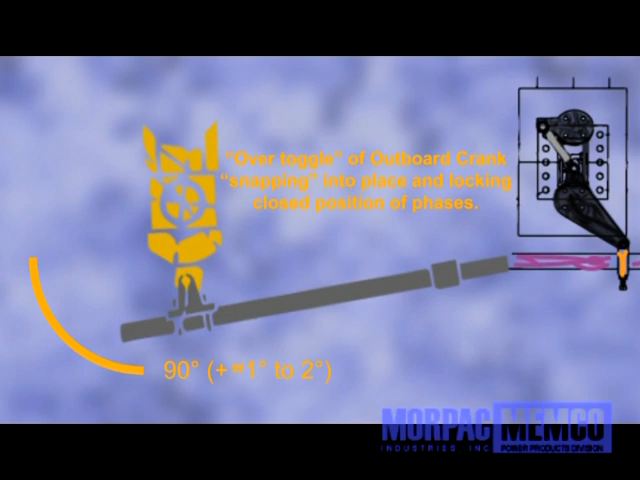 "Over toggle" of Outboard Crank
"snapping" into place and locking
closed position of phases.
90° (+ =1° to 2°)
MORPAC MEMCO
INDUSTRIES INC POWER PRODUCTS DIVISION